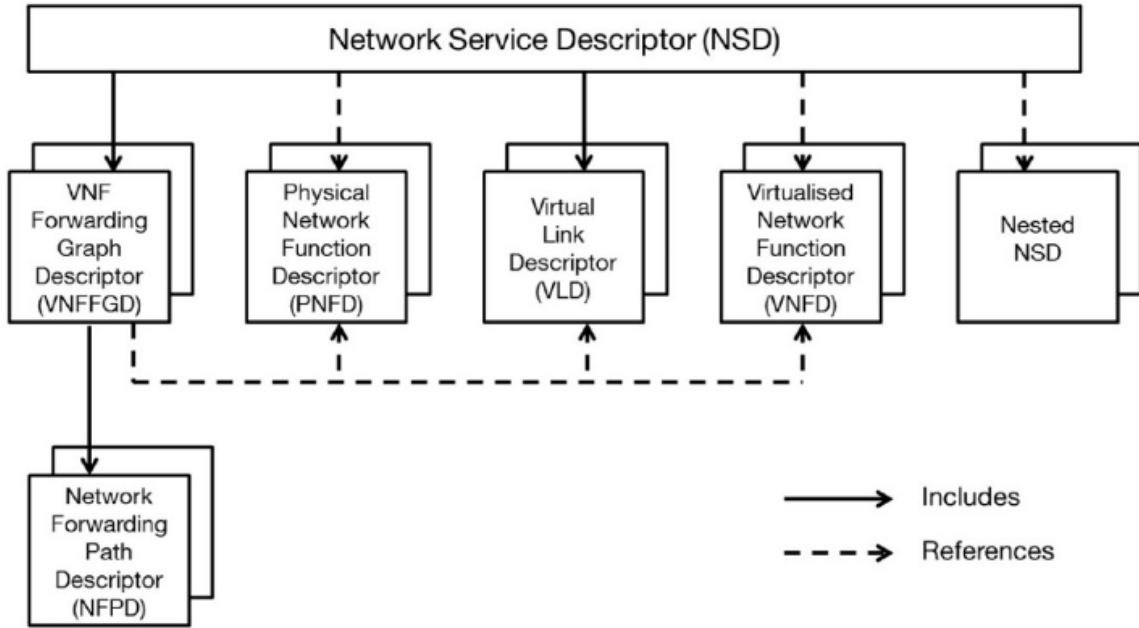 Network Service Descriptor (NSD)
VNF
Forwarding
Graph
Descriptor
(VNFFGD)
Physical
Network
Function
Descriptor
(PNFD)
Virtual
Link
Descriptor
(VLD)
Virtualised
Network
Function
Descriptor
(VNFD)
Nested
NSD
Network
Forwarding
Path
Descriptor
(NFPD)
Includes
References